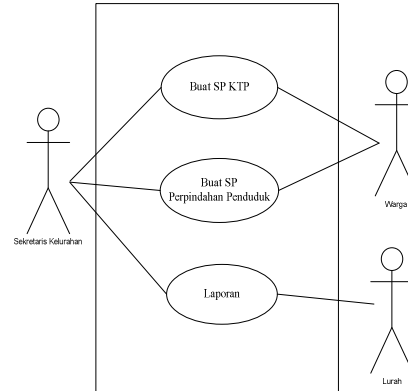 Buat SP KTP
Buat SP
Perpindahan Penduduk
Laporan
Sekretaris Kelurahan
Warga
Lurah